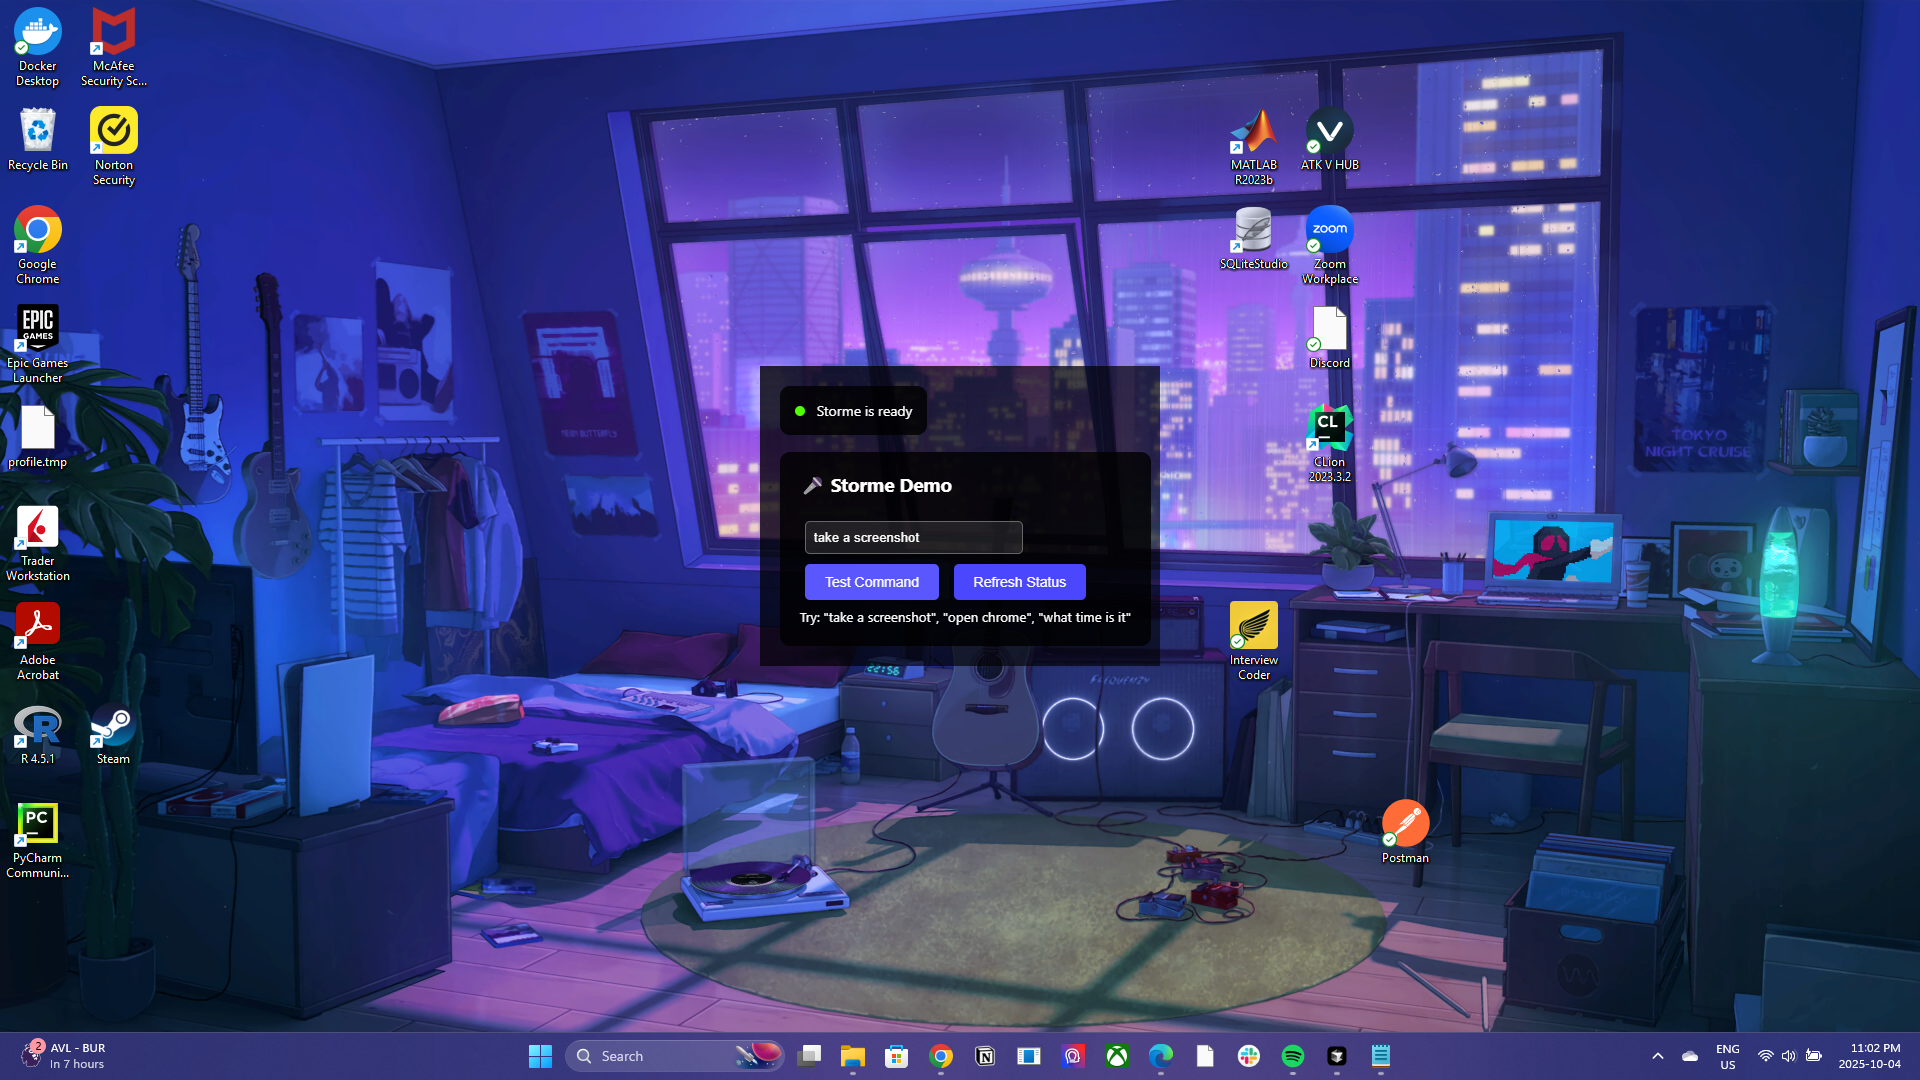 Docker
Desktop
McAfee
Security Sc...
Recycle Bin
Norton
Security
Google
Chrome
EPIC
GAMES
Epic Games
Launcher
profile.tmp
Trader
Workstation
Adobe
Acrobat
R 4.5.1
Steam
PC
PyCharm
Communi...
MATLAB
R2023b
ATK V HUB
SQLiteStudio
zoom
Zoom
Workplace
Discord
CL
CLion
2023.3.2
Interview
Coder
Postman
TOKYO
NIGHT CRUISE
22:56
Storme is ready
Storme Demo
take a screenshot
Test Command
Refresh Status
Try: "take a screenshot", "open chrome", "what time is it"
2
AVL - BUR
In 7 hours
Search
ENG
US
11:02 PM
2025-10-04